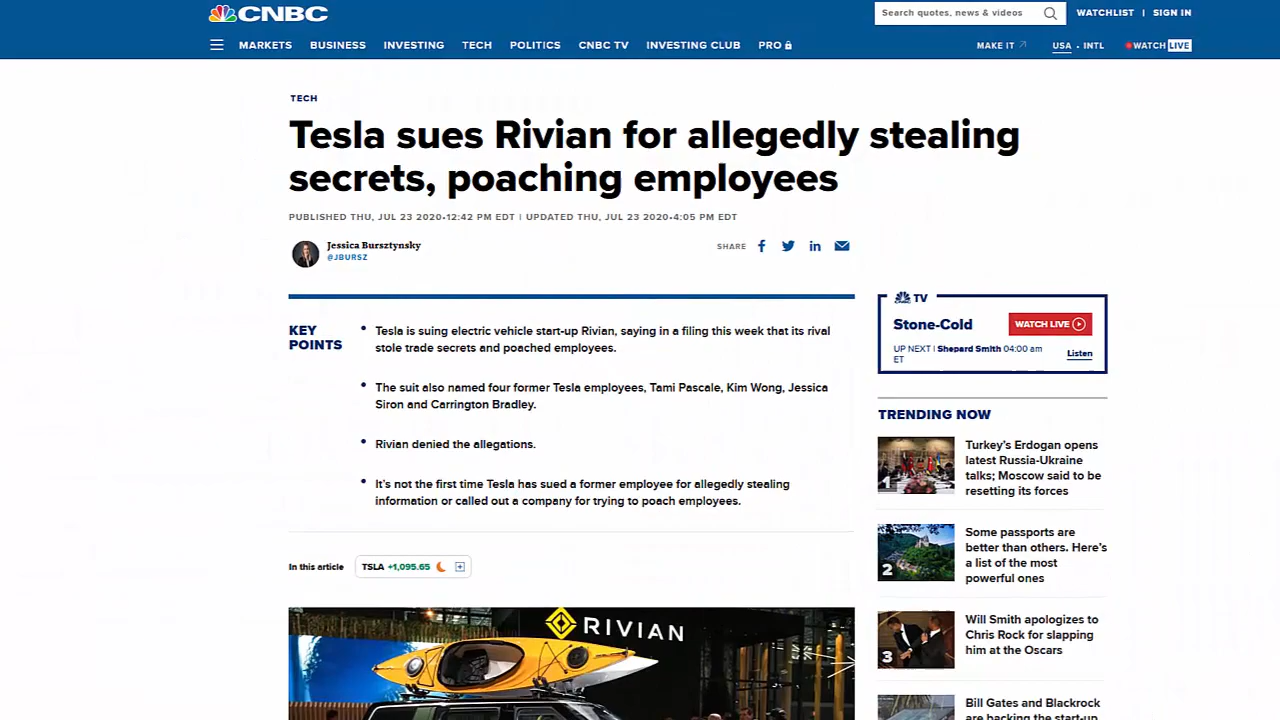 CNBC
Search quotes, news & videos
WATCHLIST | SIGN IN
MARKETS BUSINESS INVESTING TECH POLITICS CNBC TV INVESTING CLUB PRO
MAKE IT USA • INTL WATCH LIVE
TECH
Tesla sues Rivian for allegedly stealing
secrets, poaching employees
PUBLISHED THU, JUL 23 2020•12:42 PM EDT | UPDATED THU, JUL 23 2020•4:05 PM EDT
Jessica Bursztynsky
@JBURSZ
SHARE
KEY
POINTS
• Tesla is suing electric vehicle start-up Rivian, saying in a filing this week that its rival
stole trade secrets and poached employees.
• The suit also named four former Tesla employees, Tami Pascale, Kim Wong, Jessica
Siron and Carrington Bradley.
• Rivian denied the allegations.
• It's not the first time Tesla has sued a former employee for allegedly stealing
information or called out a company for trying to poach employees.
In this article
TSLA +1,095.65
RIVIAN
TV
Stone-Cold
WATCH LIVE
UP NEXT | Shepard Smith 04:00 am
ET
Listen
TRENDING NOW
1
Turkey's Erdogan opens
latest Russia-Ukraine
talks; Moscow said to be
resetting its forces
2
Some passports are
better than others. Here's
a list of the most
powerful ones
3
Will Smith apologizes to
Chris Rock for slapping
him at the Oscars
Bill Gates and Blackrock
are backing the start-up